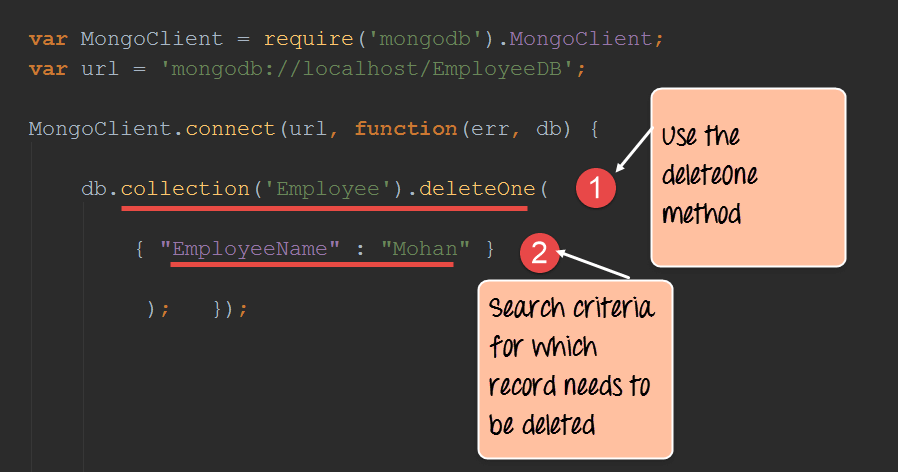 var MongoClient = require('mongodb').MongoClient;
var url = 'mongodb://localhost/EmployeeDB';
MongoClient.connect(url, function(err, db) {
db.collection('Employee').deleteOne(
{ "EmployeeName" : "Mohan" }
); });
1
Use the
deleteOne
method
2
Search criteria
for which
record needs to
be deleted